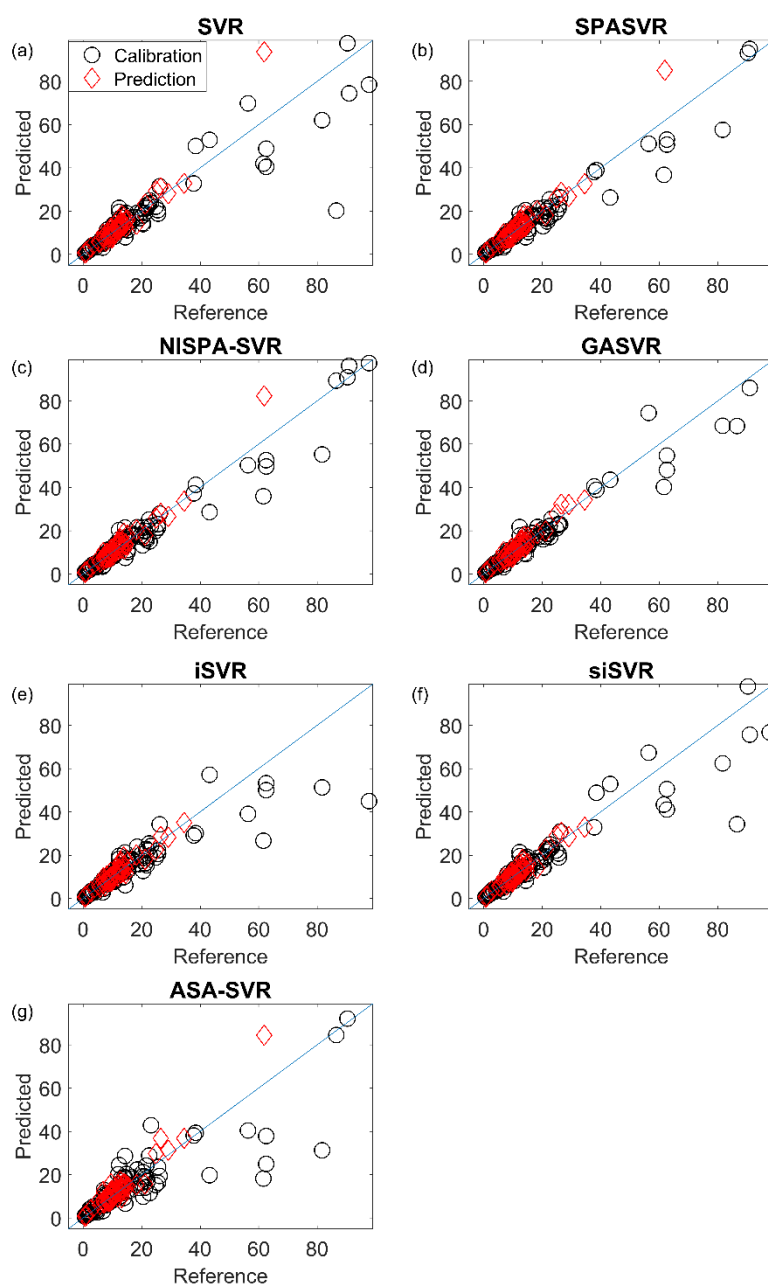 SVR
(a)
Calibration
Prediction
80
60
40
20
0
Predicted
0 20 40 60 80
Reference
SPASVR
(b)
80
60
40
20
0
Predicted
0 20 40 60 80
Reference
NISPA-SVR
(c)
80
60
40
20
0
Predicted
0 20 40 60 80
Reference
GASVR
(d)
80
60
40
20
0
Predicted
0 20 40 60 80
Reference
iSVR
(e)
80
60
40
20
0
Predicted
0 20 40 60 80
Reference
siSVR
(f)
80
60
40
20
0
Predicted
0 20 40 60 80
Reference
ASA-SVR
(g)
80
60
40
20
0
Predicted
0 20 40 60 80
Reference